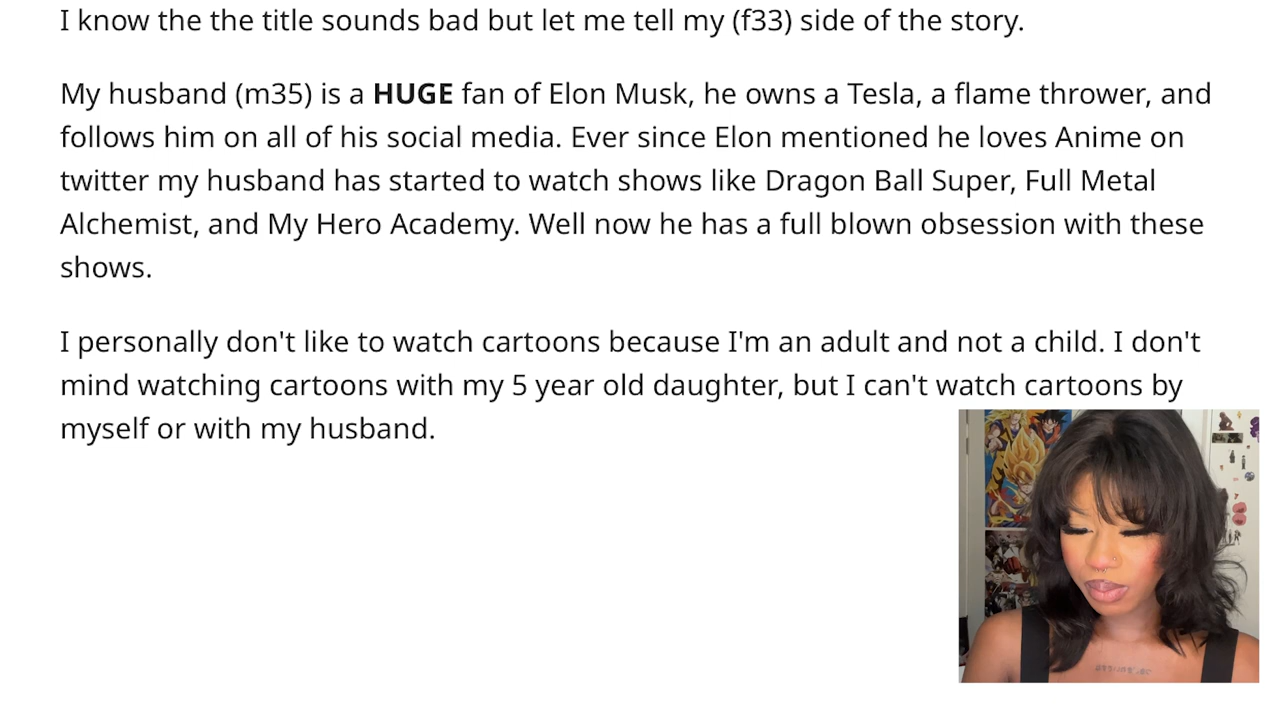 I know the the title sounds bad but let me tell my (f33) side of the story.
My husband (m35) is a HUGE fan of Elon Musk, he owns a Tesla, a flame thrower, and
follows him on all of his social media. Ever since Elon mentioned he loves Anime on
twitter my husband has started to watch shows like Dragon Ball Super, Full Metal
Alchemist, and My Hero Academy. Well now he has a full blown obsession with these
shows.
I personally don't like to watch cartoons because I'm an adult and not a child. I don't
mind watching cartoons with my 5 year old daughter, but I can't watch cartoons by
myself or with my husband.